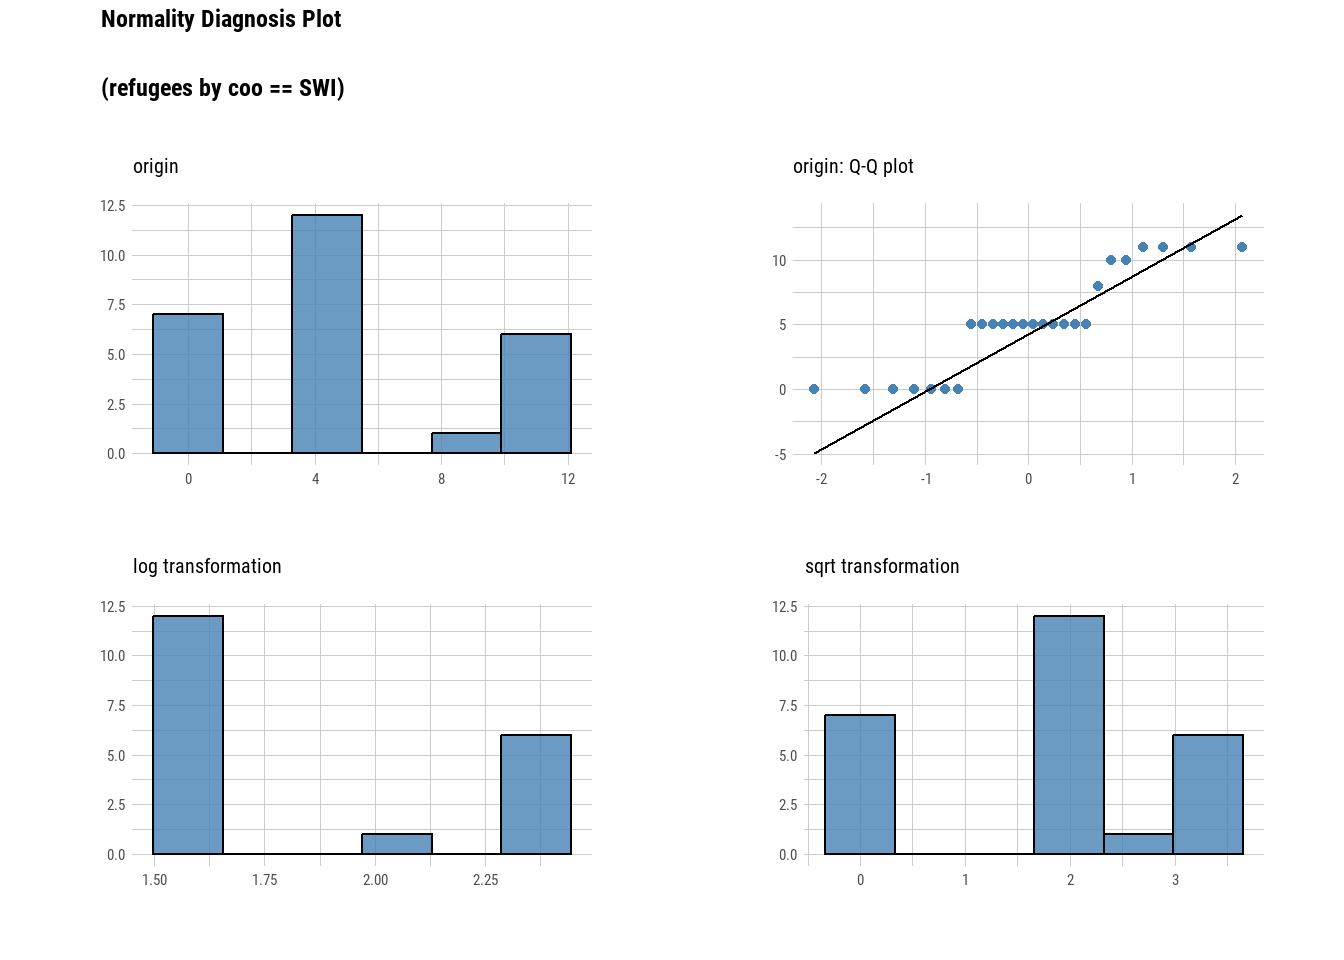 Normality Diagnosis Plot
(refugees by coo == SWI)
origin
12.5
10.0
7.5
5.0
2.5
0.0
0 4 8 12
origin: Q-Q plot
10
5
0
-5
-2 -1 0 1 2
log transformation
12.5
10.0
7.5
5.0
2.5
0.0
1.50 1.75 2.00 2.25
sqrt transformation
12.5
10.0
7.5
5.0
2.5
0.0
0 1 2 3